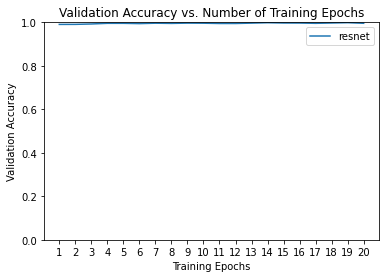 Validation Accuracy vs. Number of Training Epochs
resnet
Validation Accuracy
1.0
0.8
0.6
0.4
0.2
0.0
1 2 3 4 5 6 7 8 9 10 11 12 13 14 15 16 17 18 19 20
Training Epochs